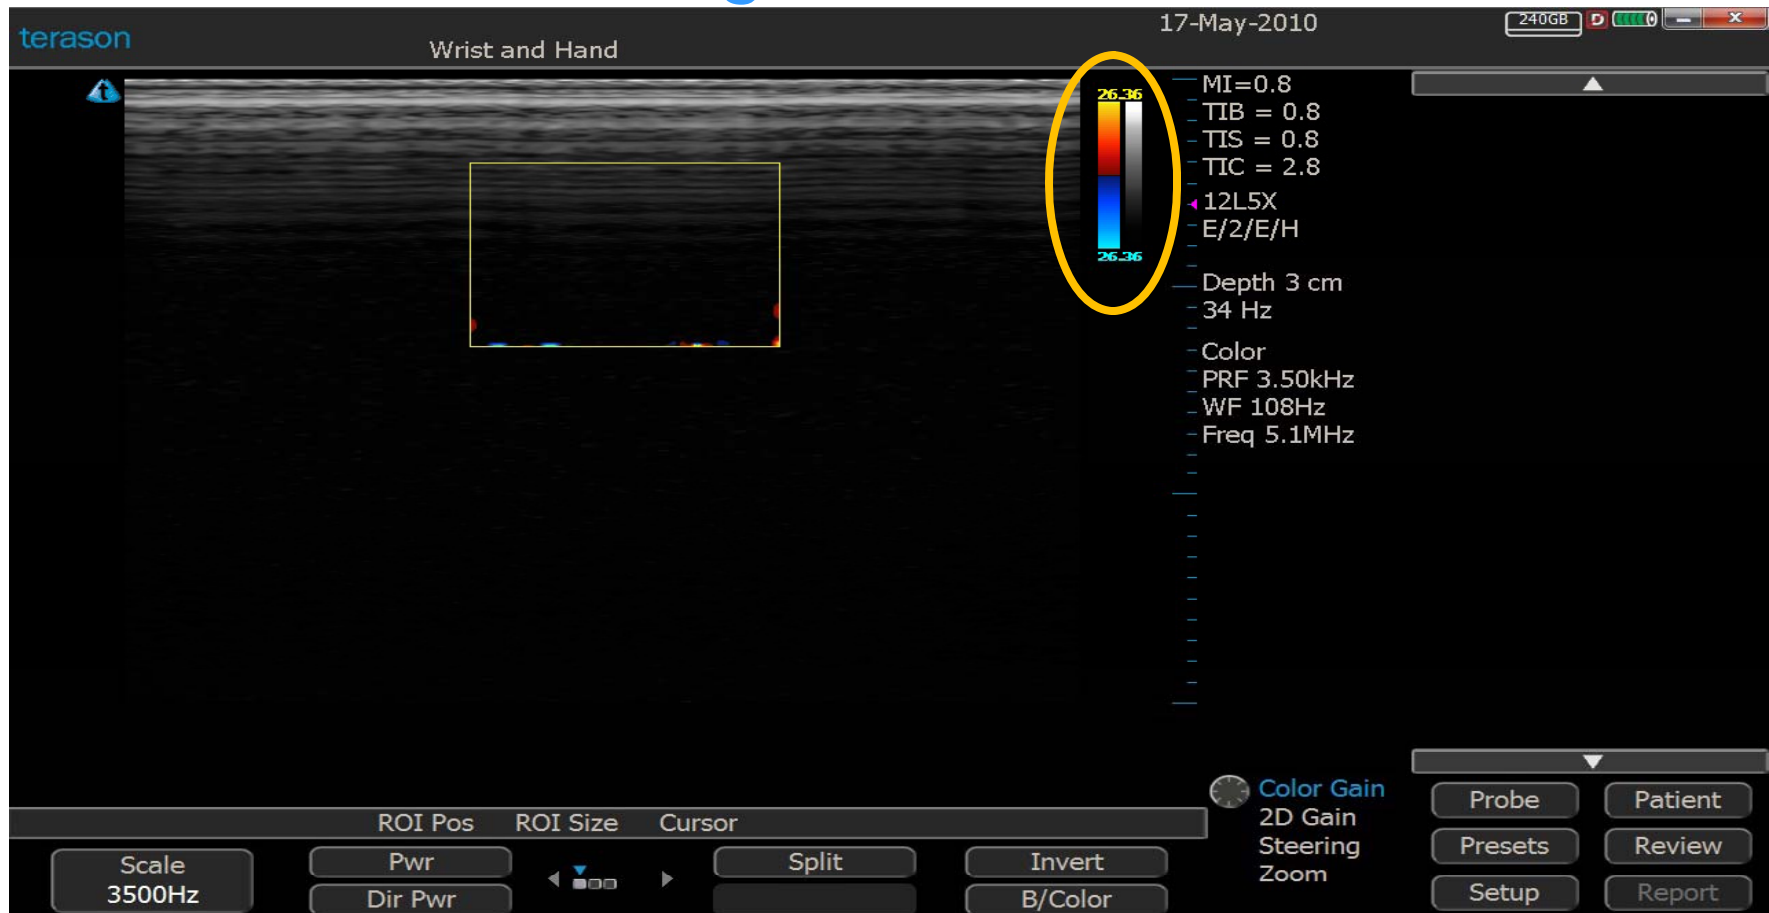 17-May-2010
240GB
D
terason
Wrist and Hand
t
26.36
26.36
MI=0.8
TIB = 0.8
TIS = 0.8
TIC = 2.8
12L5X
E/2/E/H
Depth 3 cm
34 Hz
Color
PRF 3.50kHz
WF 108Hz
Freq 5.1MHz
Color Gain
2D Gain
Steering
Zoom
Probe
Patient
Presets
Review
Setup
Report
ROI Pos ROI Size Cursor
Scale
3500Hz
Pwr
Dir Pwr
Split
Invert
B/Color